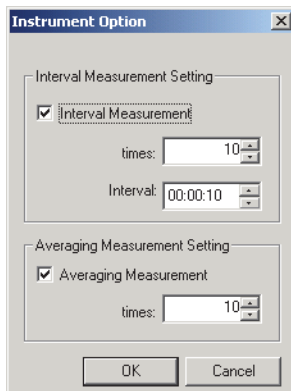 Instrument Option
Interval Measurement Setting
Interval Measurement
times: 10
Interval: 00:00:10
Averaging Measurement Setting
Averaging Measurement
times: 10
OK Cancel